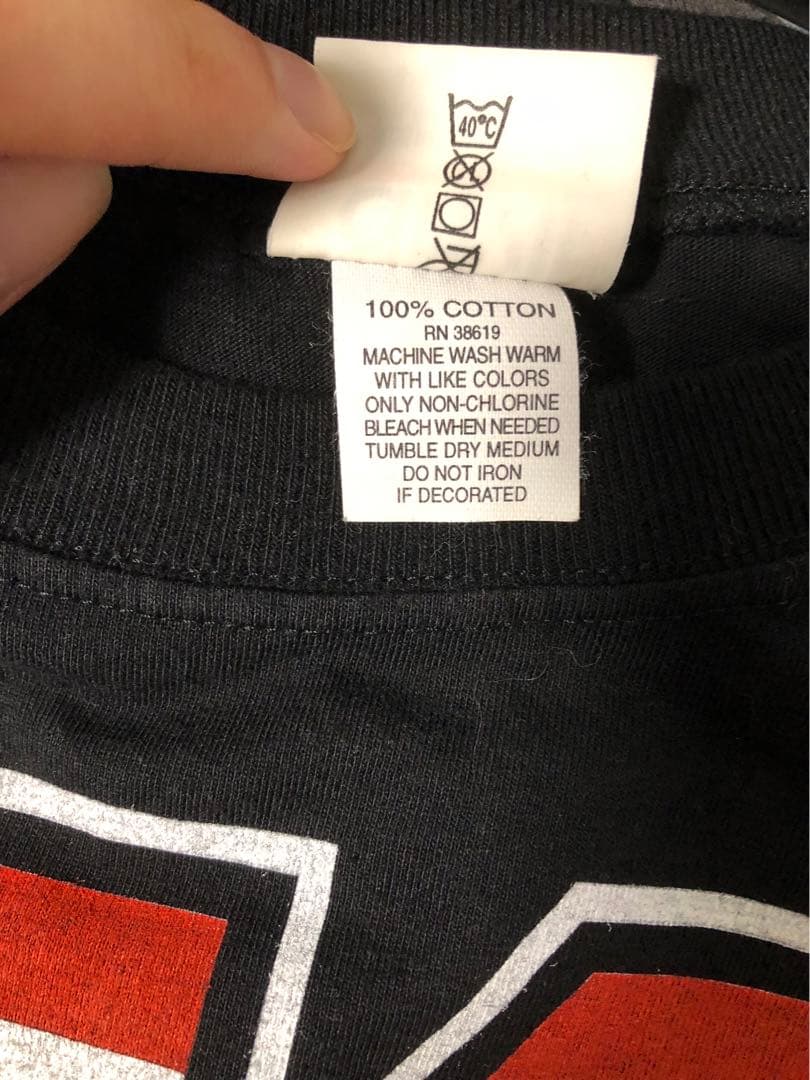 40°C
100% COTTON
RN 38619
MACHINE WASH WARM
WITH LIKE COLORS
ONLY NON-CHLORINE
BLEACH WHEN NEEDED
TUMBLE DRY MEDIUM
DO NOT IRON
IF DECORATED